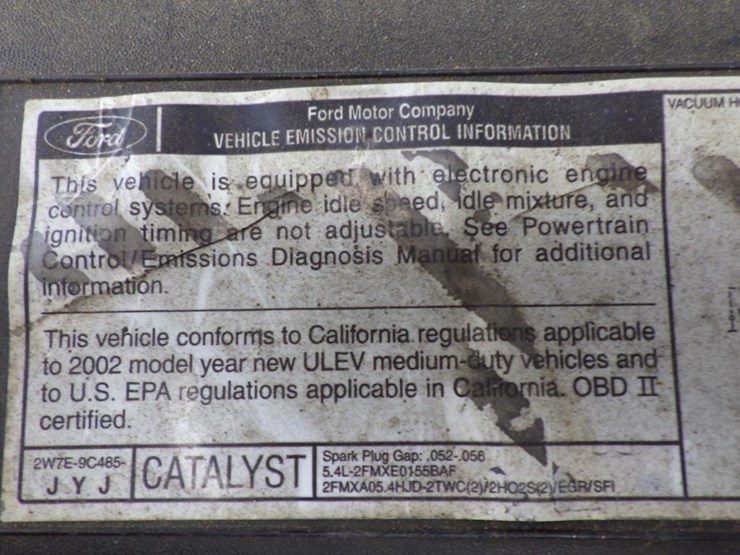 Ford
Ford Motor Company
VEHICLE EMISSION CONTROL INFORMATION
VACUUM
This vehicle is equipped with electronic engine
control systems. Engine idle speed, idle mixture, and
ignition timing are not adjustable. See Powertrain
Control/Emissions Diagnosis Manual for additional
information.
This vehicle conforms to California regulations applicable
to 2002 model year new ULEV medium-duty vehicles and
to U.S. EPA regulations applicable in California. OBD II
certified.
2W7E-9C485-
JYJ
CATALYST
Spark Plug Gap: .052-.056
5.4L-2FMXE0155BAF
2FMXA05.4HJD-2TWC(2)/2HO2S(2)/EGR/SFI